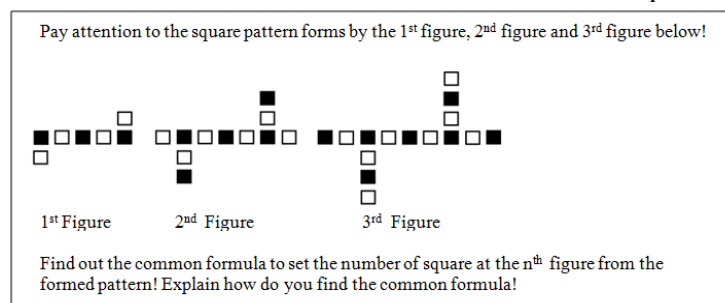 Pay attention to the square pattern forms by the 1st figure, 2nd figure and 3rd figure below!
1st Figure 2nd Figure 3rd Figure
Find out the common formula to set the number of square at the nth figure from the
formed pattern! Explain how do you find the common formula!